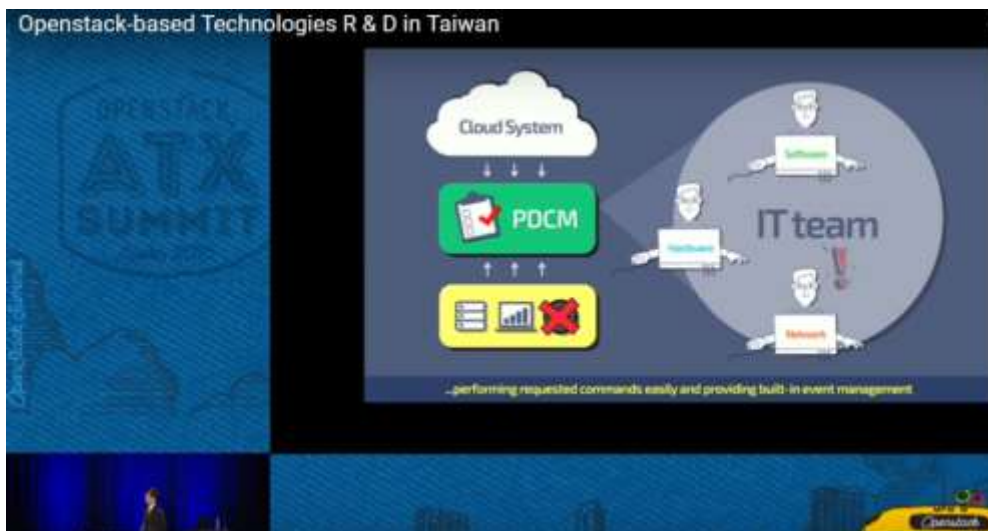 Openstack-based Technologies R & D in Taiwan
OPENSTACK
ATX
SUMMIT
Cloud System
PDCM
Software
Hardware
IT team
!
Network
...performing requested commands easily and providing built-in event management
Openstack